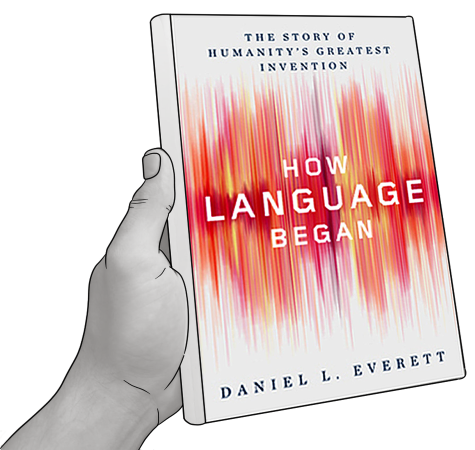 THE STORY OF
HUMANITY'S GREATEST
INVENTION
HOW
LANGUAGE
BEGAN
DANIEL L. EVERETT